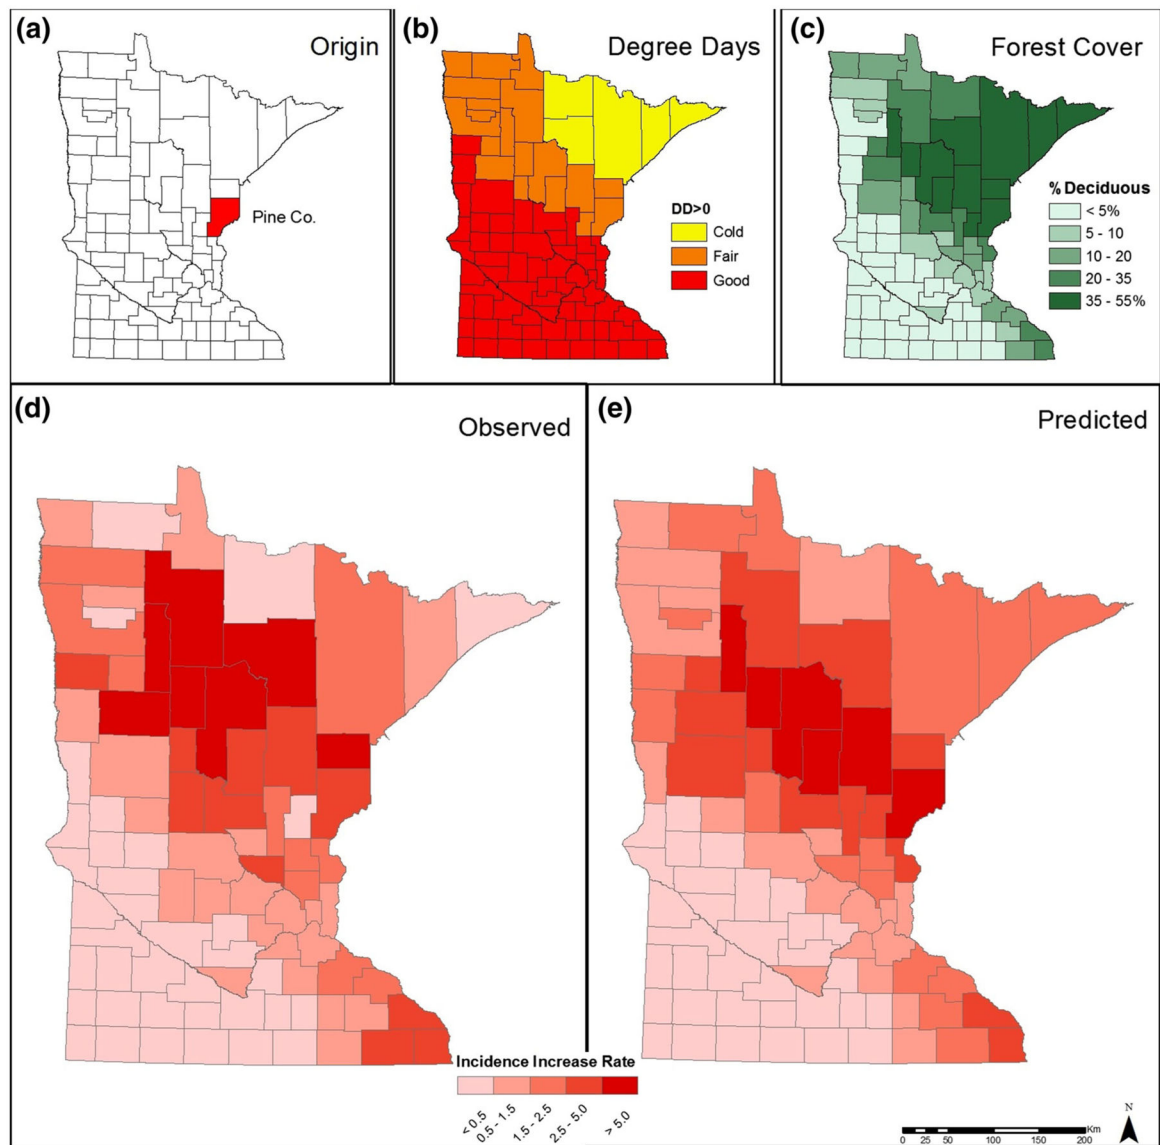 (a)
Origin
Pine Co.
(b)
Degree Days
DD>0
Cold
Fair
Good
(c)
Forest Cover
% Deciduous
< 5%
5 - 10
10 - 20
20 - 35
35 - 55%
(d)
Observed
(e)
Predicted
Incidence Increase Rate
< 0.5
0.5 - 1.5
1.5 - 2.5
2.5 - 5.0
> 5.0
N
Km
0 25 50 100 150 200